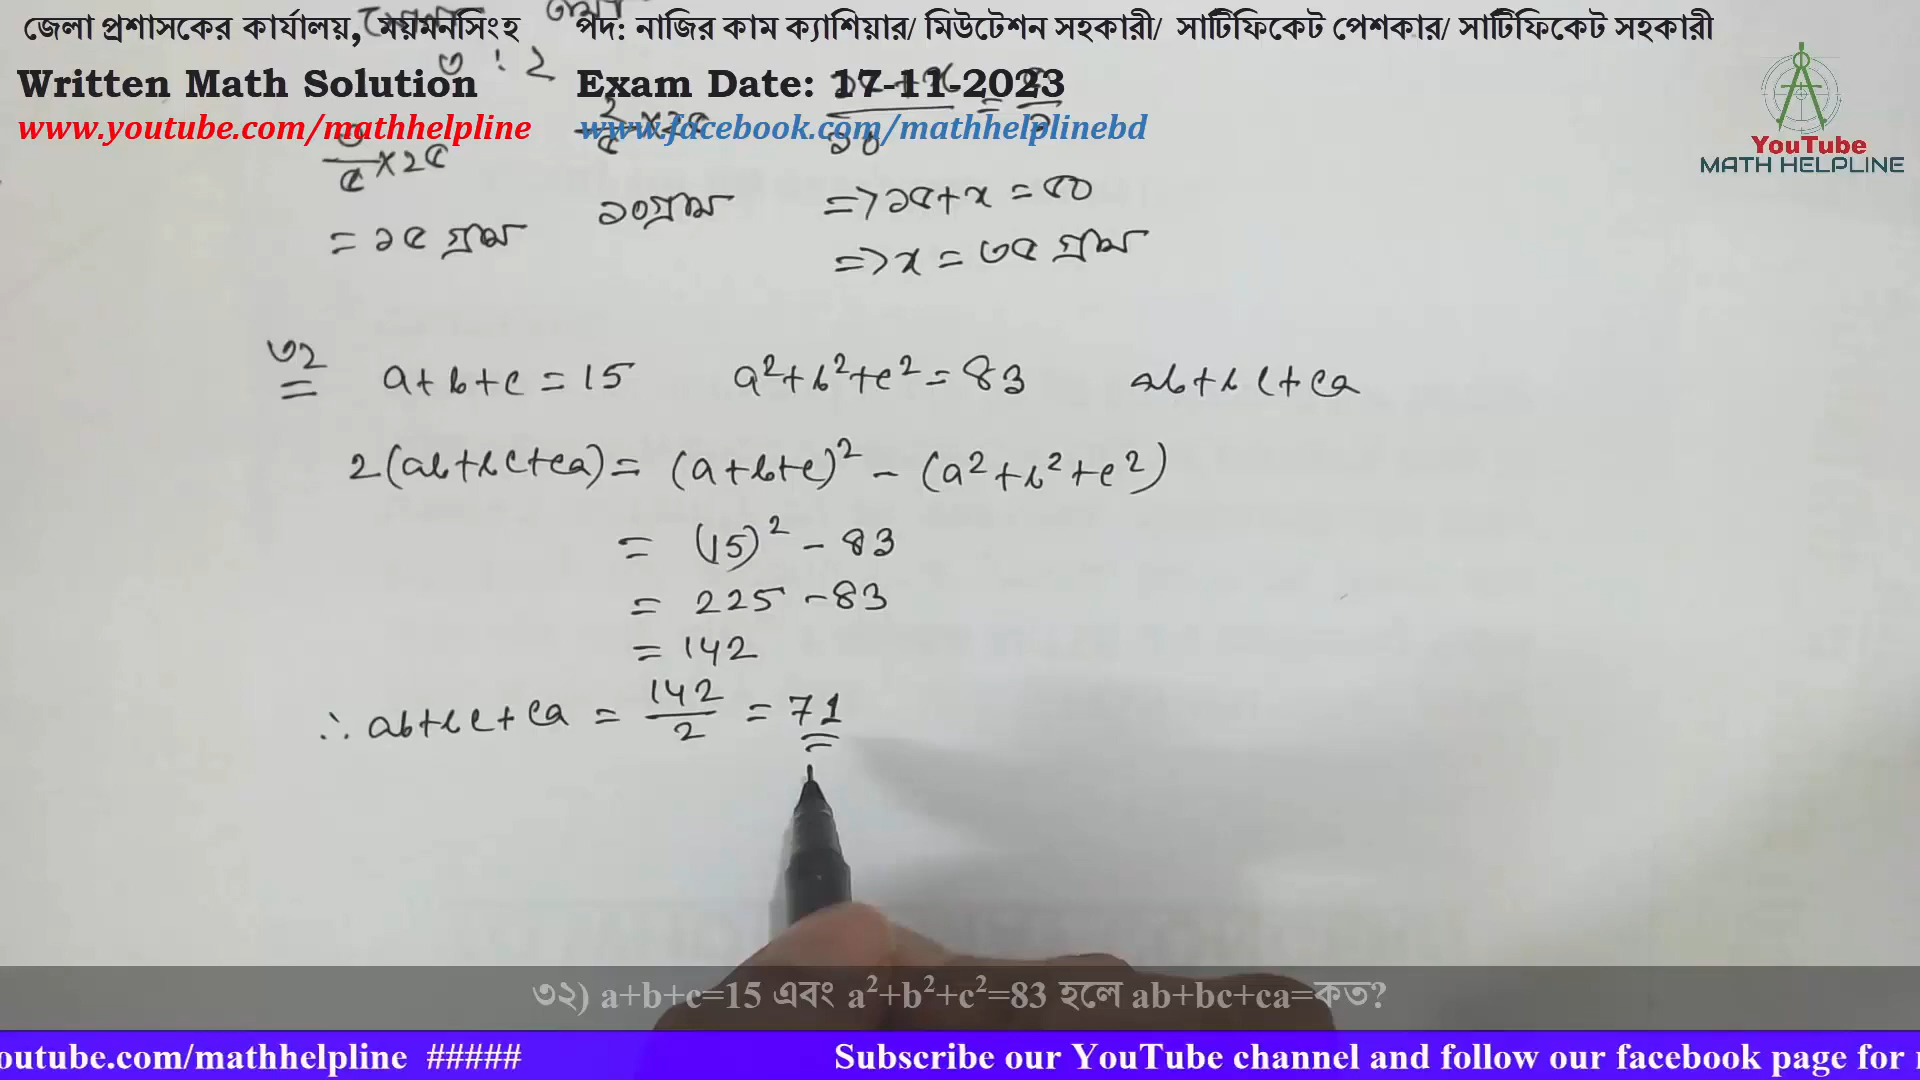 জেলা প্রশাসকের কার্যালয়, ময়মনসিংহ পদ: নাজির কাম ক্যাশিয়ার/ মিউটেশন সহকারী/ সার্টিফিকেট পেশকার/ সার্টিফিকেট সহকারী
৩ : 2
Written Math Solution Exam Date: 17-11-2023
www.youtube.com/mathhelpline www.facebook.com/mathhelplinebd
YouTube
MATH HELPLINE
=> ১৫+x = ৫০
= ১৫ গ্রাম ১০গ্রাম
=> x = ৩৫ গ্রাম
৩২ a+b+c = 15 a²+b²+c² = 83 ab+bc+ca
2(ab+bc+ca) = (a+b+c)² - (a²+b²+c²)
= (15)² - 83
= 225 - 83
= 142
∴ ab+bc+ca = 142/2 = 71
৩২) a+b+c=15 এবং a²+b²+c²=83 হলে ab+bc+ca=কত?
outube.com/mathhelpline ##### Subscribe our YouTube channel and follow our facebook page for